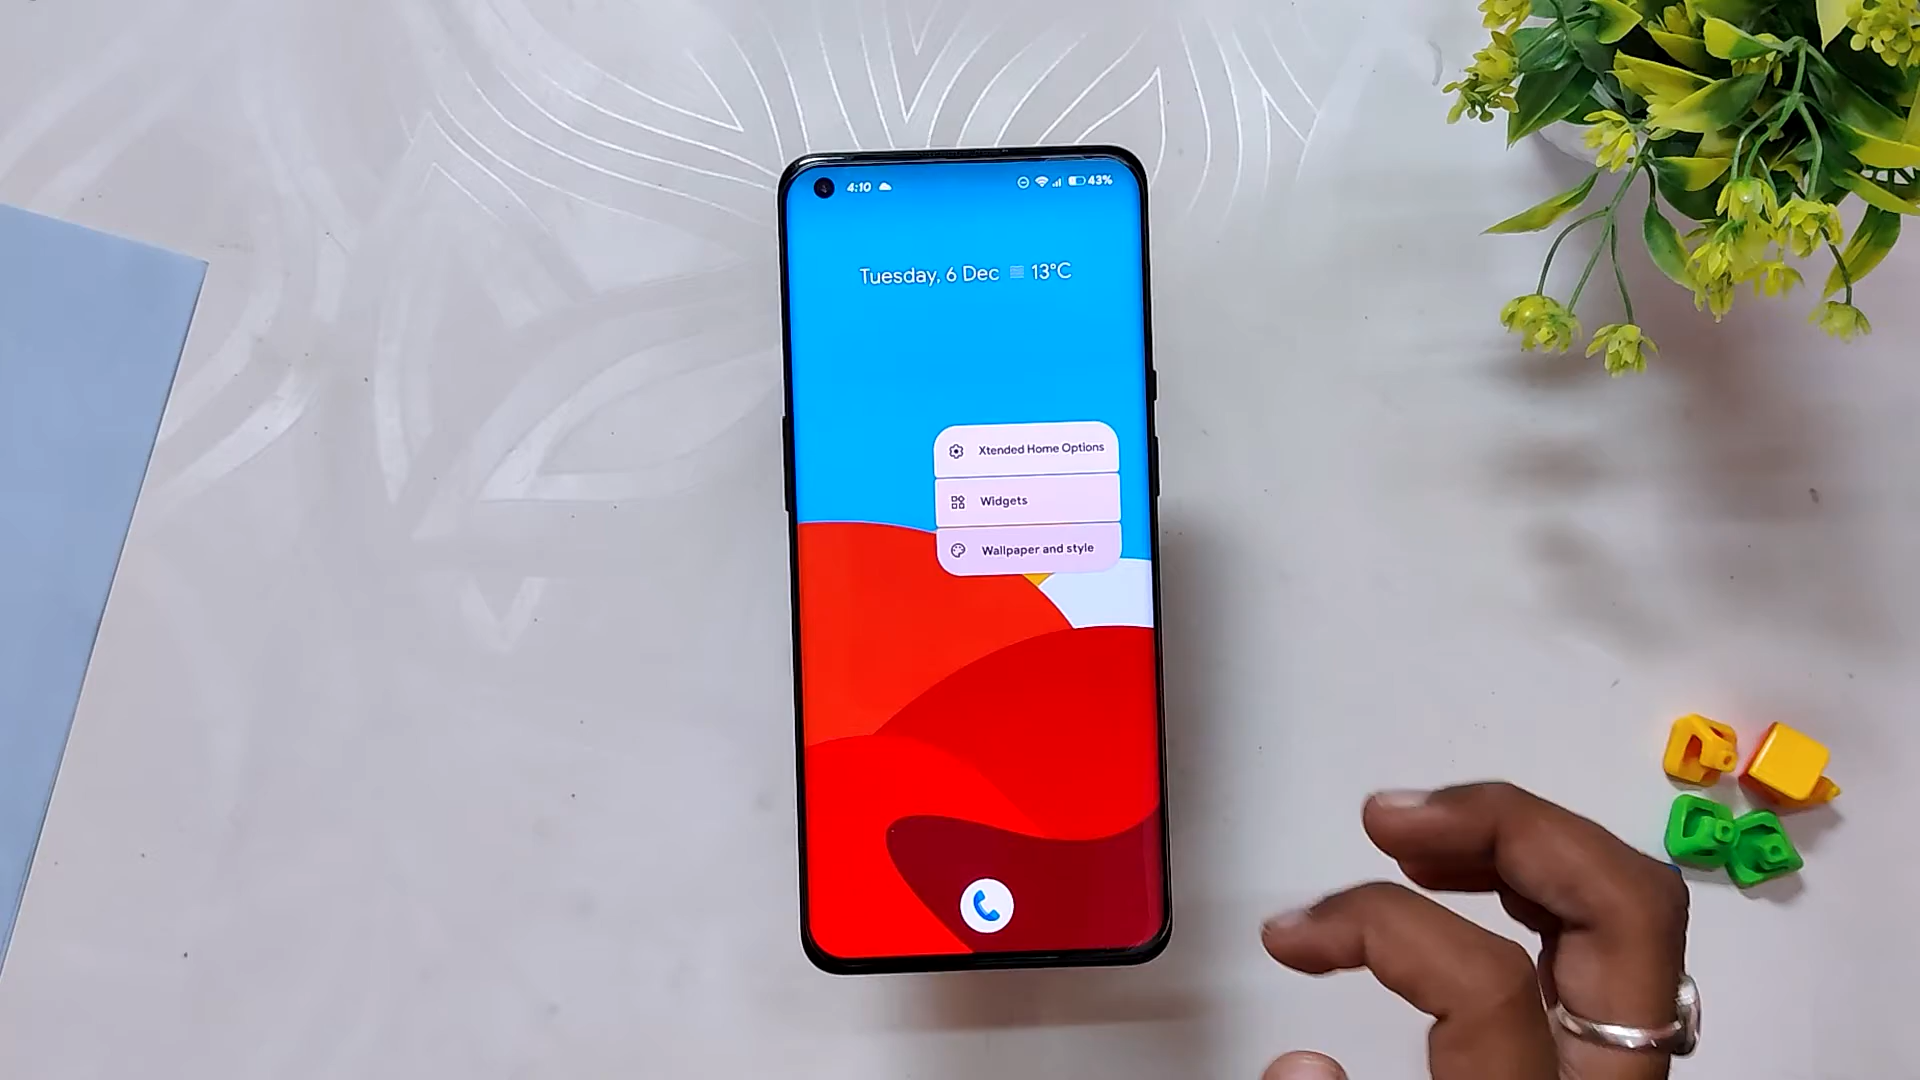 4:10
43%
Tuesday, 6 Dec 13°C
Xtended Home Options
Widgets
Wallpaper and style